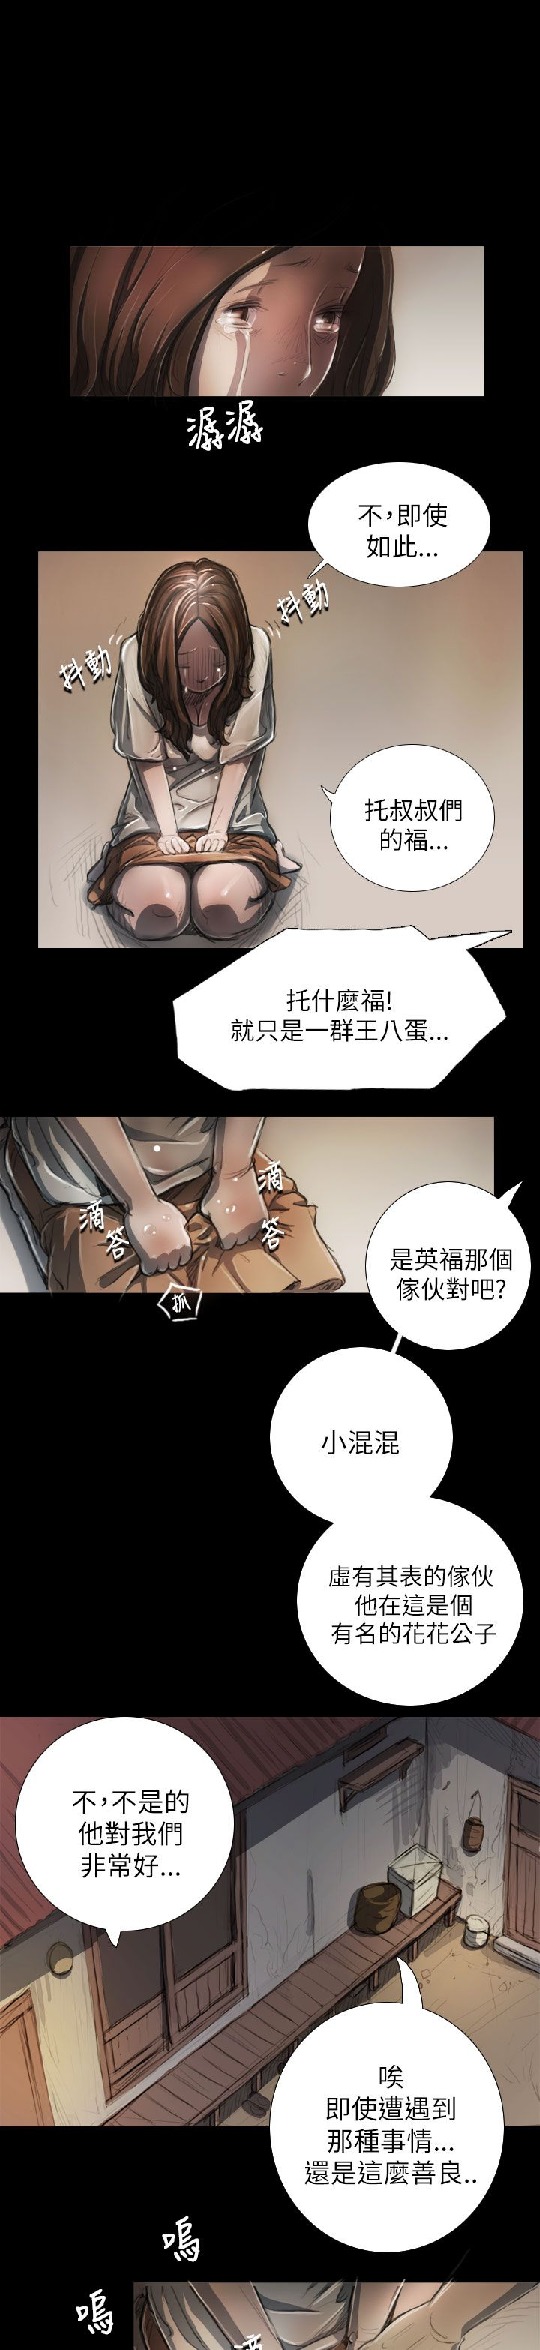 潺潺
不，即使
如此...
抖動
抖動
托叔叔們
的福...
托什麼福!
就只是一群王八蛋...
滴答
滴答
抓
是英福那個
傢伙對吧?
小混混
虛有其表的傢伙
他在這是個
有名的花花公子
不，不是的
他對我們
非常好...
唉
即使遭遇到
那種事情...
還是這麼善良..
嗚
嗚